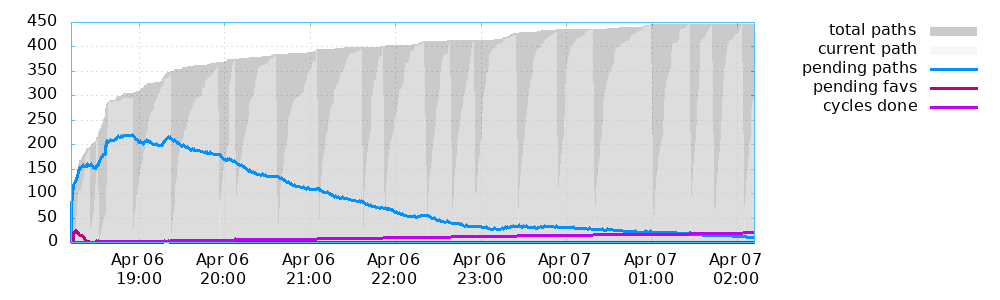 450
400
350
300
250
200
150
100
50
0
Apr 06 Apr 06 Apr 06 Apr 06 Apr 06 Apr 07 Apr 07 Apr 07
19:00 20:00 21:00 22:00 23:00 00:00 01:00 02:00
total paths
current path
pending paths
pending favs
cycles done